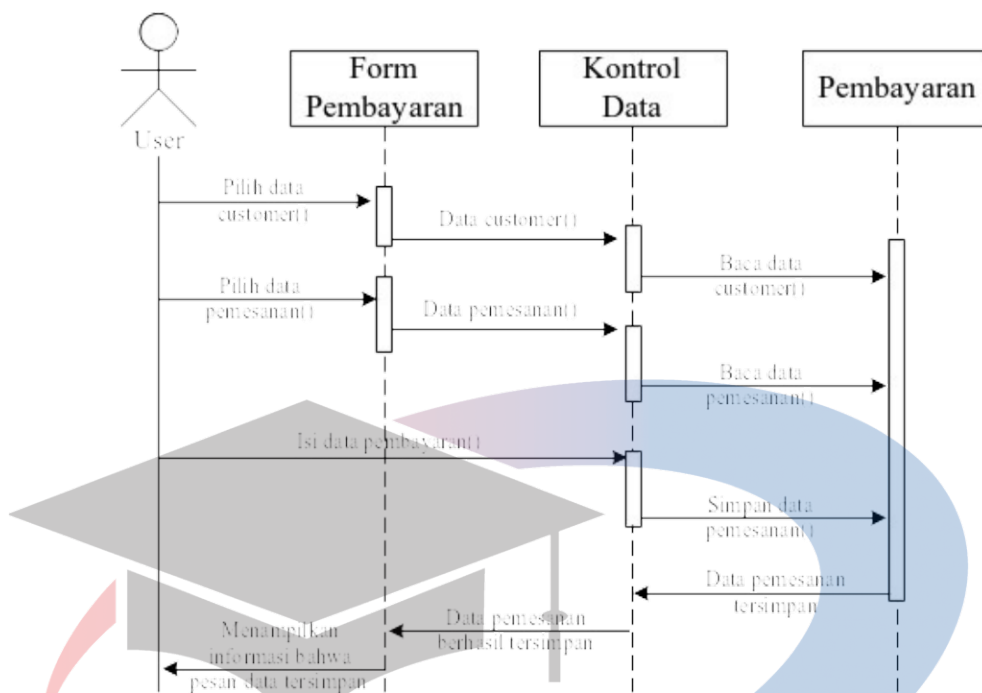 Form
Pembayaran
Kontrol
Data
Pembayaran
User
Pilih data
customer()
Data customer()
Baca data
customer()
Pilih data
pemesanan()
Data pemesanan()
Baca data
pemesanan()
Isi data pembayaran()
Simpan data
pemesanan()
Data pemesanan
tersimpan
Data pemesanan
berhasil tersimpan
Menampilkan
informasi bahwa
pesan data tersimpan